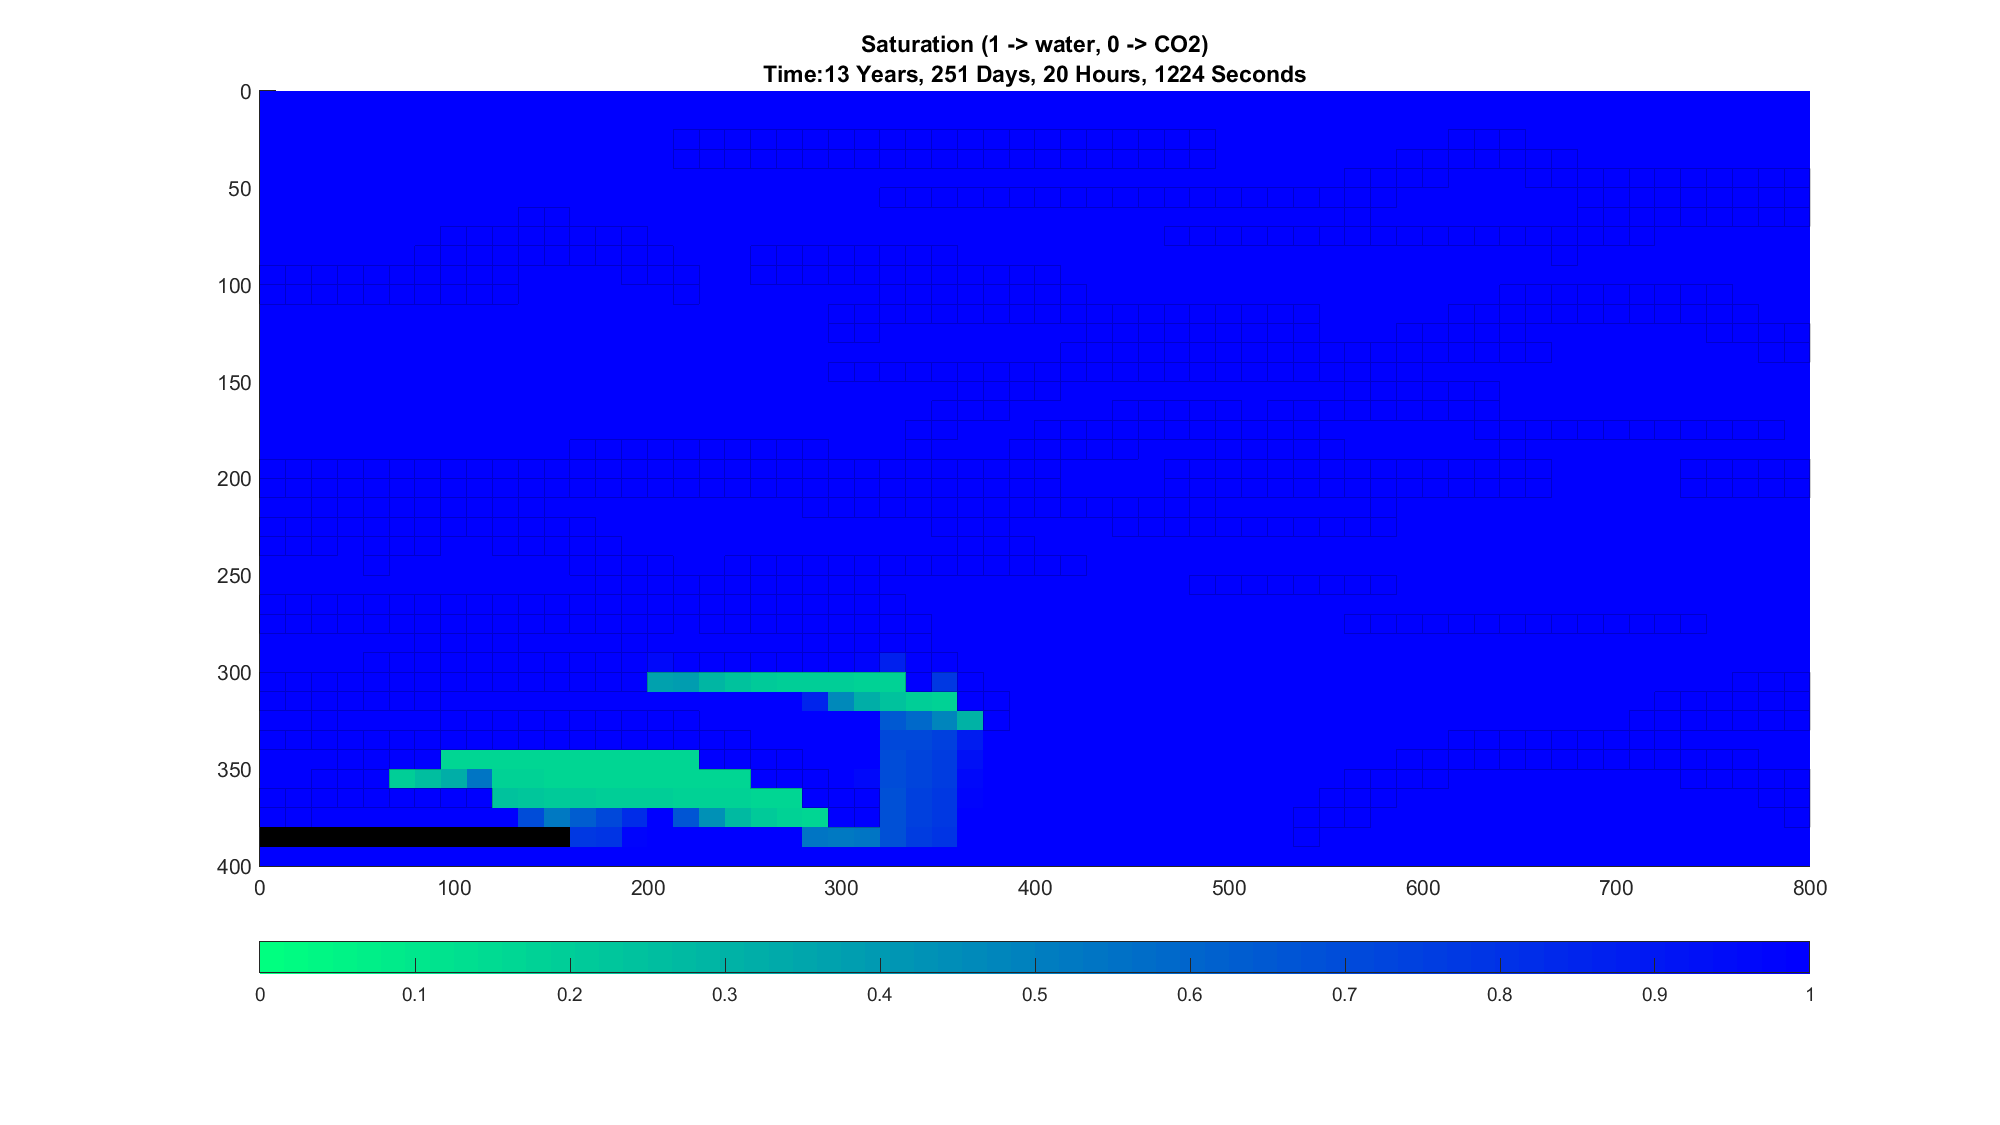 Saturation (1 -> water, 0 -> CO2)
Time:13 Years, 251 Days, 20 Hours, 1224 Seconds
0
50
100
150
200
250
300
350
400
0 100 200 300 400 500 600 700 800
0 0.1 0.2 0.3 0.4 0.5 0.6 0.7 0.8 0.9 1